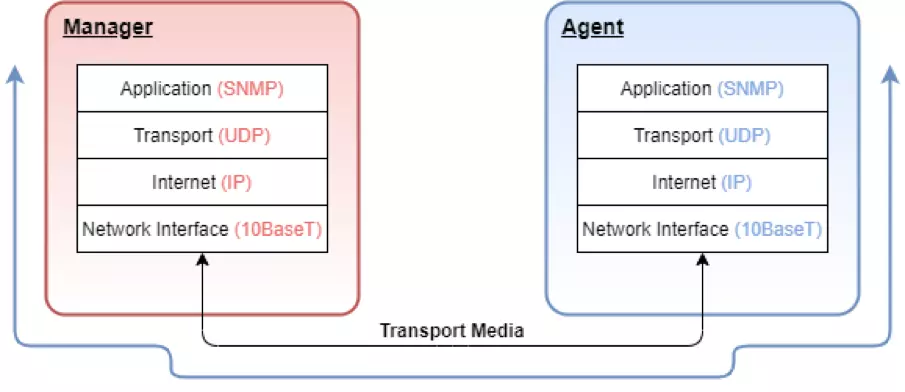 Manager
Application (SNMP)
Transport (UDP)
Internet (IP)
Network Interface (10BaseT)
Agent
Application (SNMP)
Transport (UDP)
Internet (IP)
Network Interface (10BaseT)
Transport Media